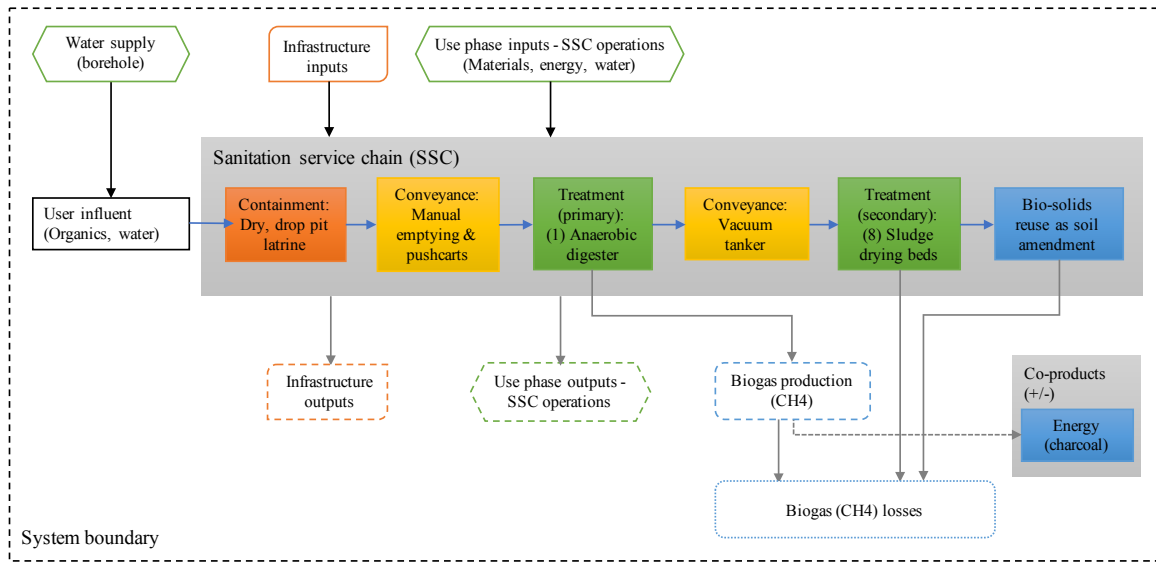 Water supply
(borehole)
Infrastructure
inputs
Use phase inputs - SSC operations
(Materials, energy, water)
Sanitation service chain (SSC)
User influent
(Organics, water)
Containment:
Dry, drop pit
latrine
Conveyance:
Manual
emptying &
pushcarts
Treatment
(primary):
(1) Anaerobic
digester
Conveyance:
Vacuum
tanker
Treatment
(secondary):
(8) Sludge
drying beds
Bio-solids
reuse as soil
amendment
Infrastructure
outputs
Use phase outputs -
SSC operations
Biogas production
(CH4)
Co-products
(+/-)
Energy
(charcoal)
Biogas (CH4) losses
System boundary